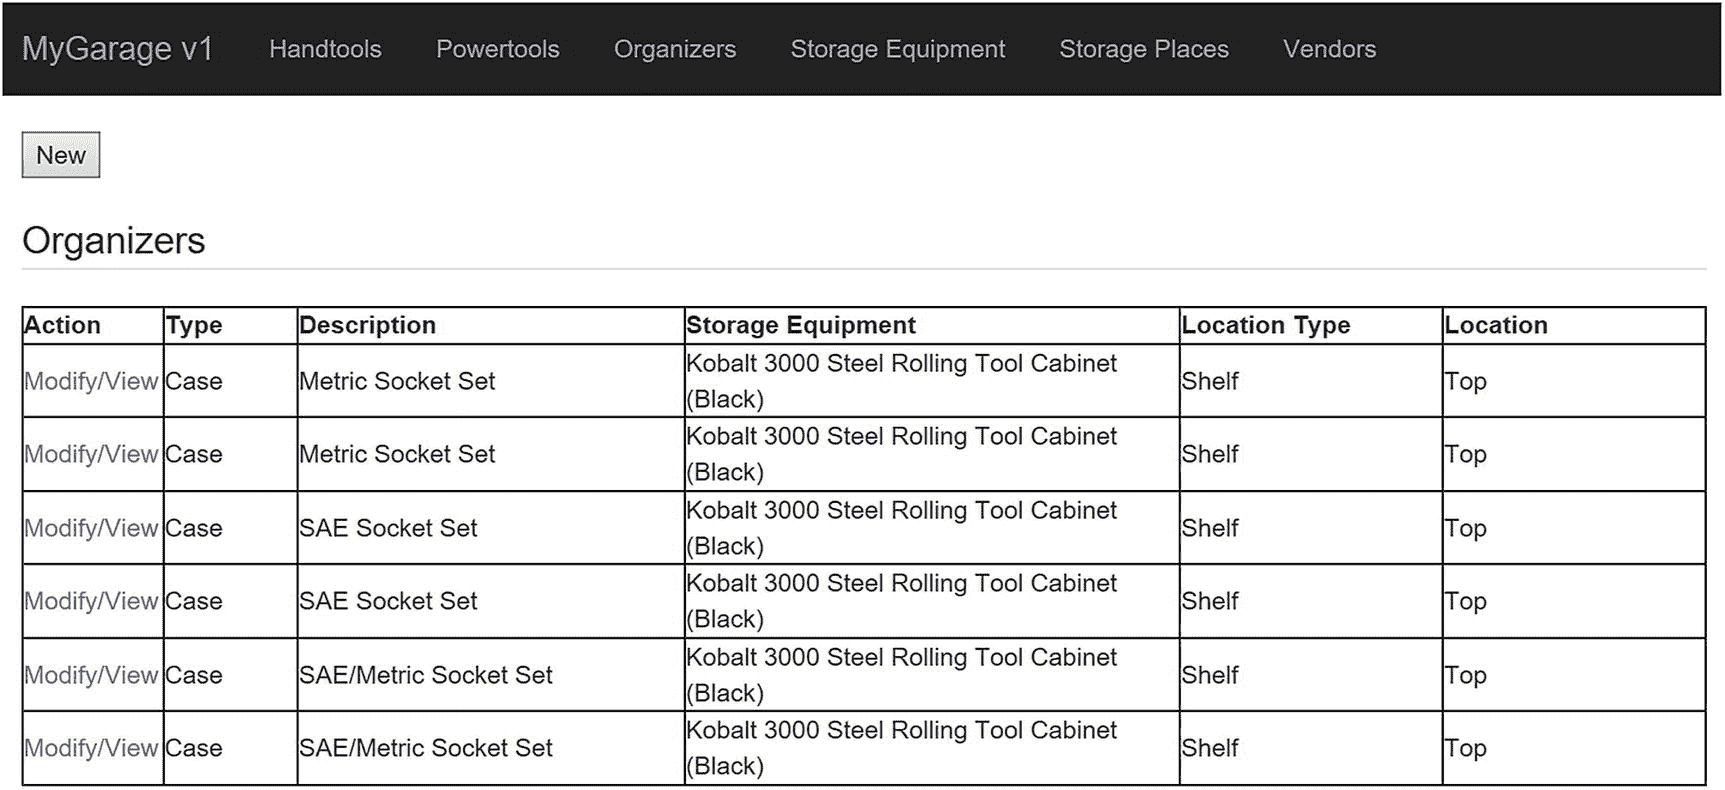 MyGarage v1 Handtools Powertools Organizers Storage Equipment Storage Places Vendors
New
Organizers
Action Type Description Storage Equipment Location Type Location
Modify/View Case Metric Socket Set Kobalt 3000 Steel Rolling Tool Cabinet (Black) Shelf Top
Modify/View Case Metric Socket Set Kobalt 3000 Steel Rolling Tool Cabinet (Black) Shelf Top
Modify/View Case SAE Socket Set Kobalt 3000 Steel Rolling Tool Cabinet (Black) Shelf Top
Modify/View Case SAE Socket Set Kobalt 3000 Steel Rolling Tool Cabinet (Black) Shelf Top
Modify/View Case SAE/Metric Socket Set Kobalt 3000 Steel Rolling Tool Cabinet (Black) Shelf Top
Modify/View Case SAE/Metric Socket Set Kobalt 3000 Steel Rolling Tool Cabinet (Black) Shelf Top